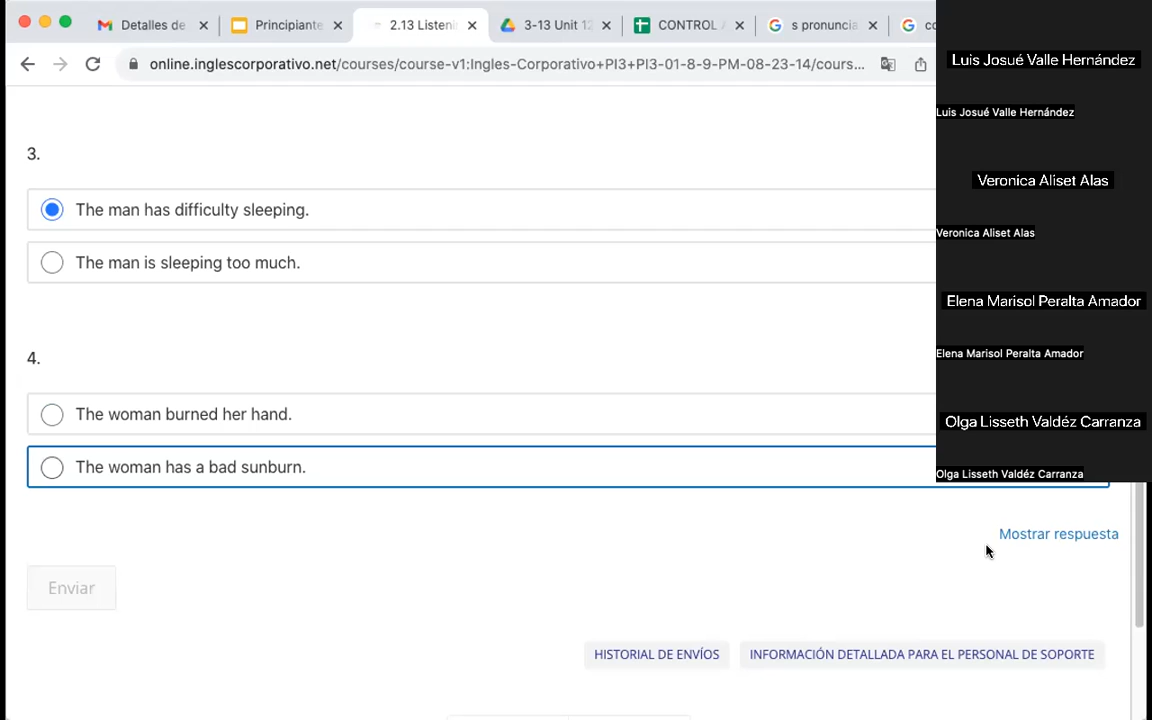 Detalles de
Principiante
2.13 Listenin
3-13 Unit 12
CONTROL
s pronuncia
co
online.inglescorporativo.net/courses/course-v1:Ingles-Corporativo+PI3+PI3-01-8-9-PM-08-23-14/cours...
3.
The man has difficulty sleeping.
The man is sleeping too much.
4.
The woman burned her hand.
The woman has a bad sunburn.
Mostrar respuesta
Enviar
HISTORIAL DE ENVÍOS
INFORMACIÓN DETALLADA PARA EL PERSONAL DE SOPORTE
Luis Josué Valle Hernández
Luis Josué Valle Hernández
Veronica Aliset Alas
Veronica Aliset Alas
Elena Marisol Peralta Amador
Elena Marisol Peralta Amador
Olga Lisseth Valdéz Carranza
Olga Lisseth Valdéz Carranza